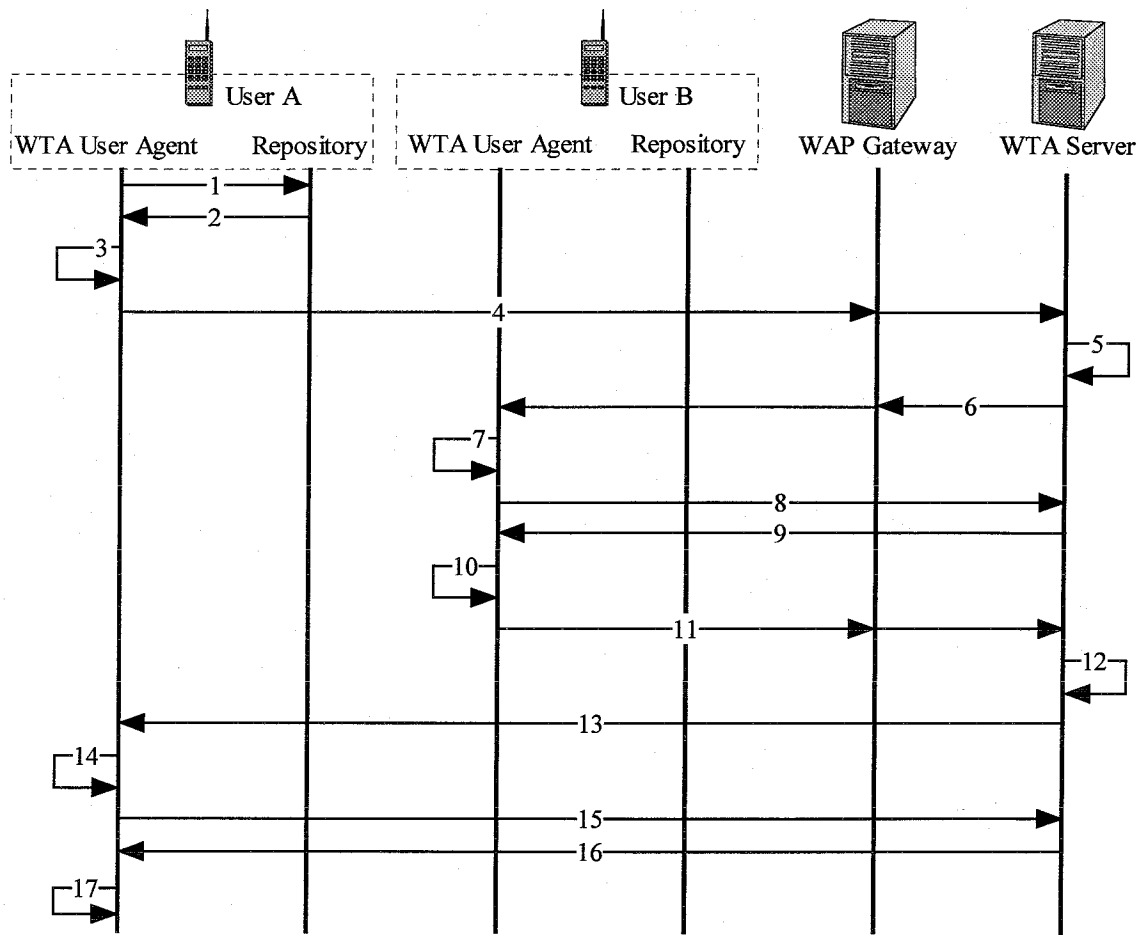 User A
User B
WTA User Agent
Repository
WTA User Agent
Repository
WAP Gateway
WTA Server
1
2
3
4
5
6
7
8
9
10
11
12
13
14
15
16
17